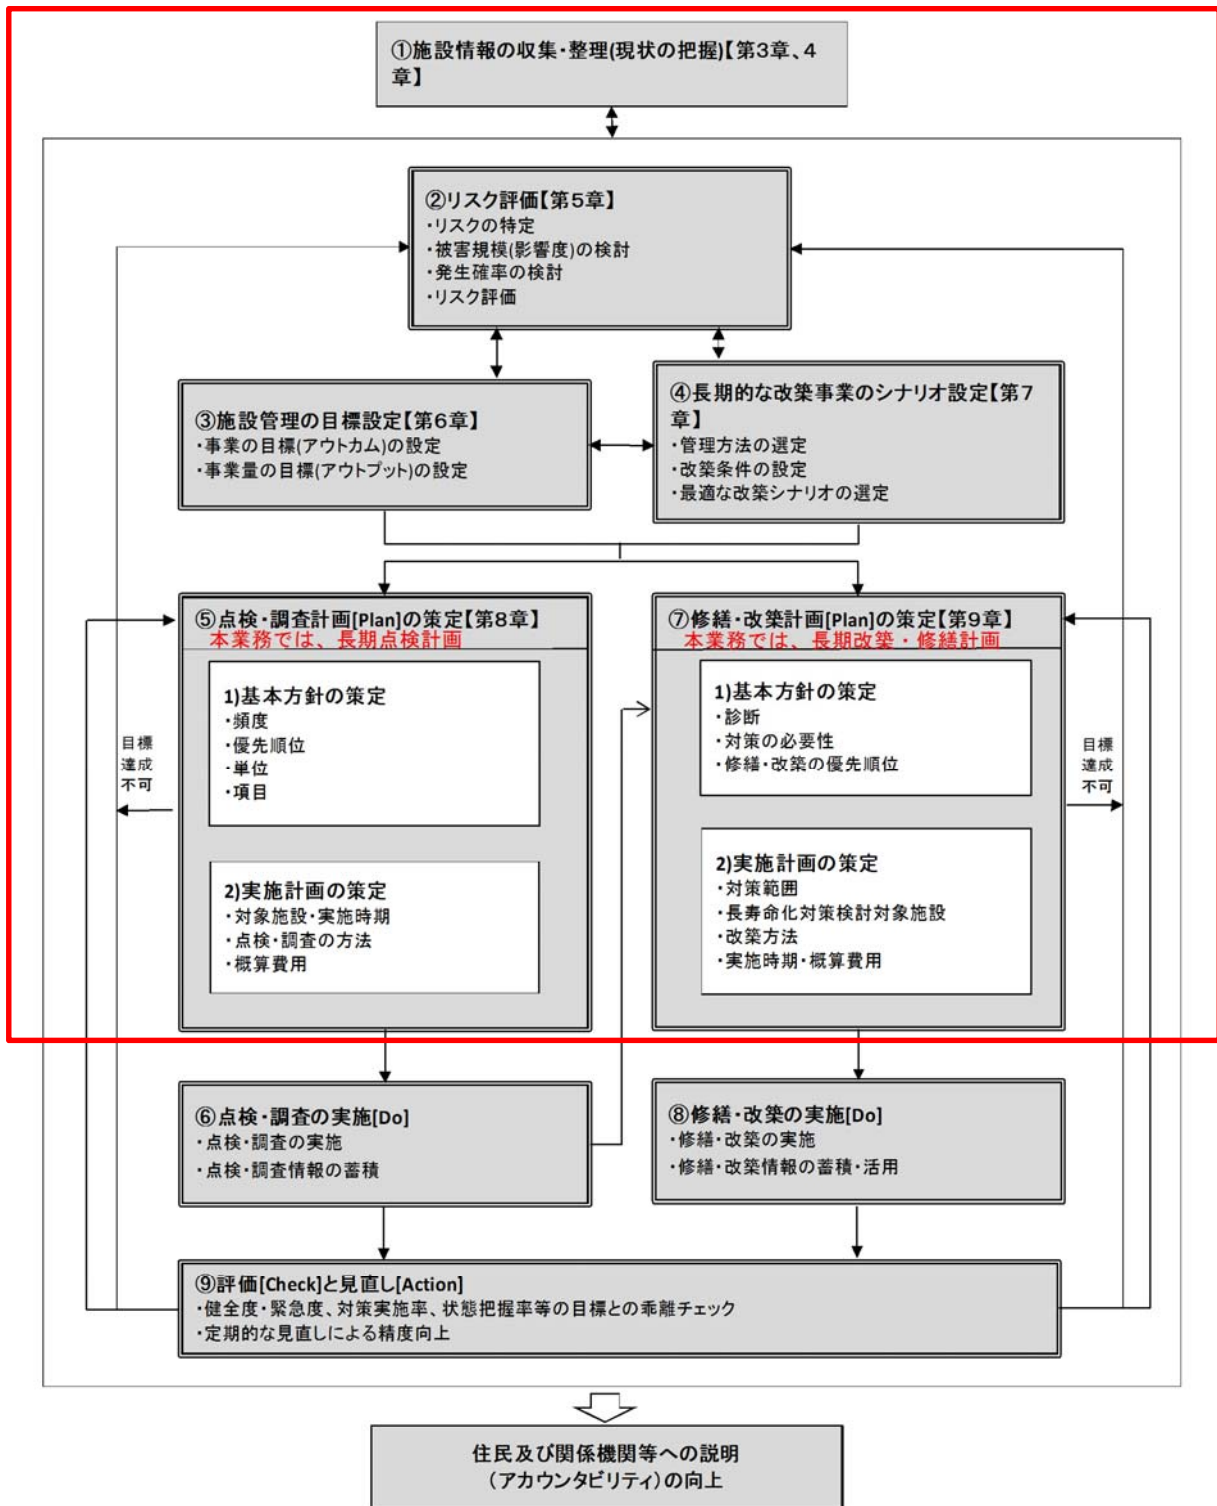 ①施設情報の収集・整理(現状の把握)【第3章、4
章】
②リスク評価【第5章】
・リスクの特定
・被害規模(影響度)の検討
・発生確率の検討
・リスク評価
③施設管理の目標設定【第6章】
・事業の目標(アウトカム)の設定
・事業量の目標(アウトプット)の設定
④長期的な改築事業のシナリオ設定【第7
章】
・管理方法の選定
・改築条件の設定
・最適な改築シナリオの選定
⑤点検・調査計画[Plan]の策定【第8章】
本業務では、長期点検計画
1)基本方針の策定
・頻度
・優先順位
・単位
・項目
2)実施計画の策定
・対象施設・実施時期
・点検・調査の方法
・概算費用
⑦修繕・改築計画[Plan]の策定【第9章】
本業務では、長期改築・修繕計画
1)基本方針の策定
・診断
・対策の必要性
・修繕・改築の優先順位
2)実施計画の策定
・対策範囲
・長寿命化対策検討対象施設
・改築方法
・実施時期・概算費用
目標
達成
不可
目標
達成
不可
⑥点検・調査の実施[Do]
・点検・調査の実施
・点検・調査情報の蓄積
⑧修繕・改築の実施[Do]
・修繕・改築の実施
・修繕・改築情報の蓄積・活用
⑨評価[Check]と見直し[Action]
・健全度・緊急度、対策実施率、状態把握率等の目標との乖離チェック
・定期的な見直しによる精度向上
住民及び関係機関等への説明
(アカウンタビリティ)の向上